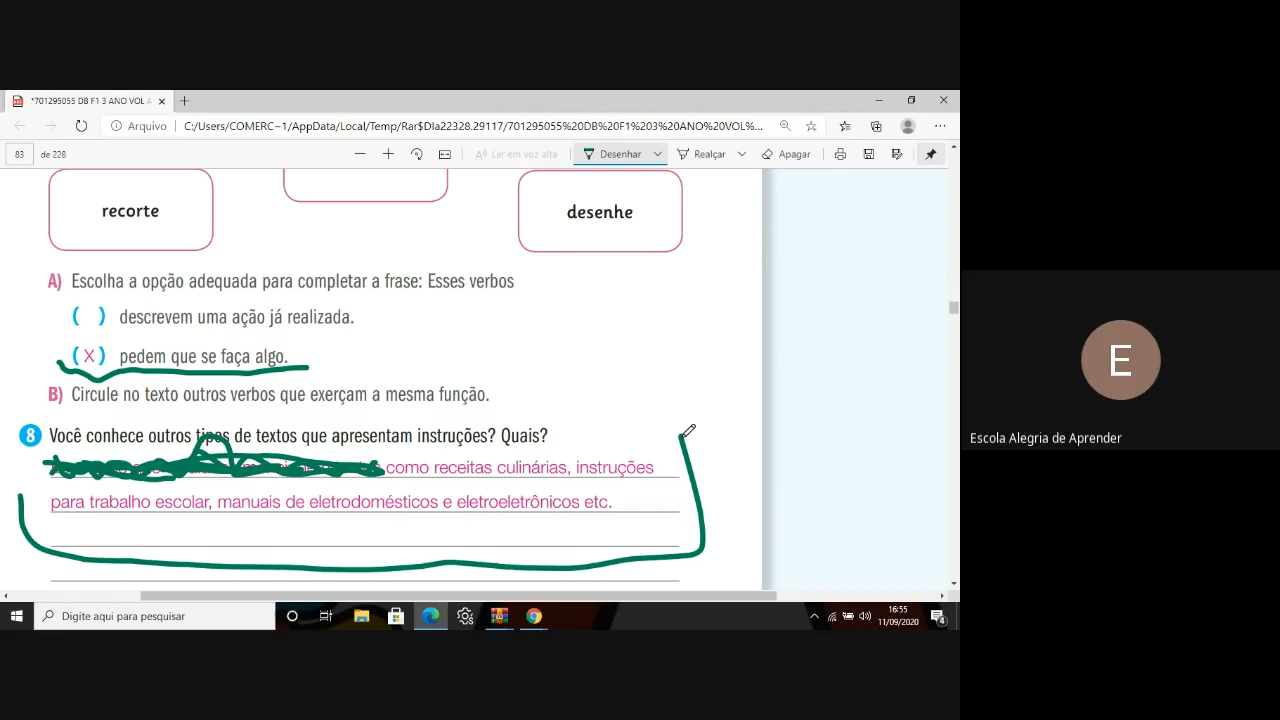 *701295055 DB F1 3 ANO VOL
Arquivo C:/Users/COMERC~1/AppData/Local/Temp/Rar$DIa22328.29117/701295055%20DB%20F1%203%20ANO%20VOL%...
83 de 228 Ler em voz alta Desenhar Realçar Apagar
recorte
desenhe
A) Escolha a opção adequada para completar a frase: Esses verbos
( ) descrevem uma ação já realizada.
(X) pedem que se faça algo.
B) Circule no texto outros verbos que exerçam a mesma função.
8 Você conhece outros tipos de textos que apresentam instruções? Quais?
como receitas culinárias, instruções
para trabalho escolar, manuais de eletrodomésticos e eletroeletrônicos etc.
E
Escola Alegria de Aprender
Digite aqui para pesquisar
16:55
11/09/2020
4